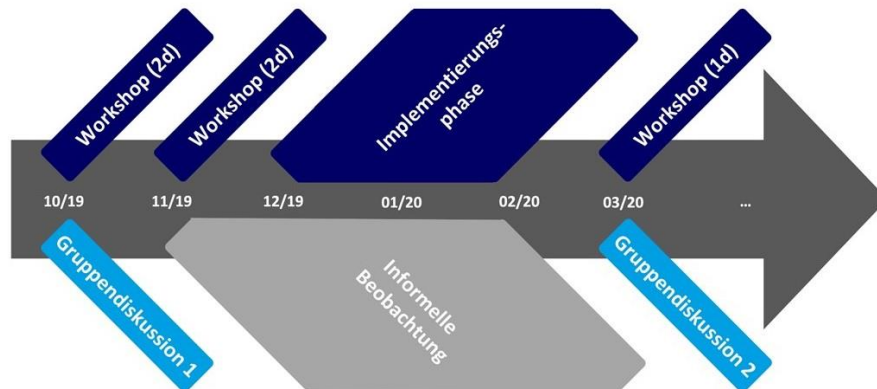 Workshop (2d)
Workshop (2d)
Implementierungs-
phase
Workshop (1d)
10/19
11/19
12/19
01/20
02/20
03/20
...
Gruppendiskussion 1
Informelle
Beobachtung
Gruppendiskussion 2